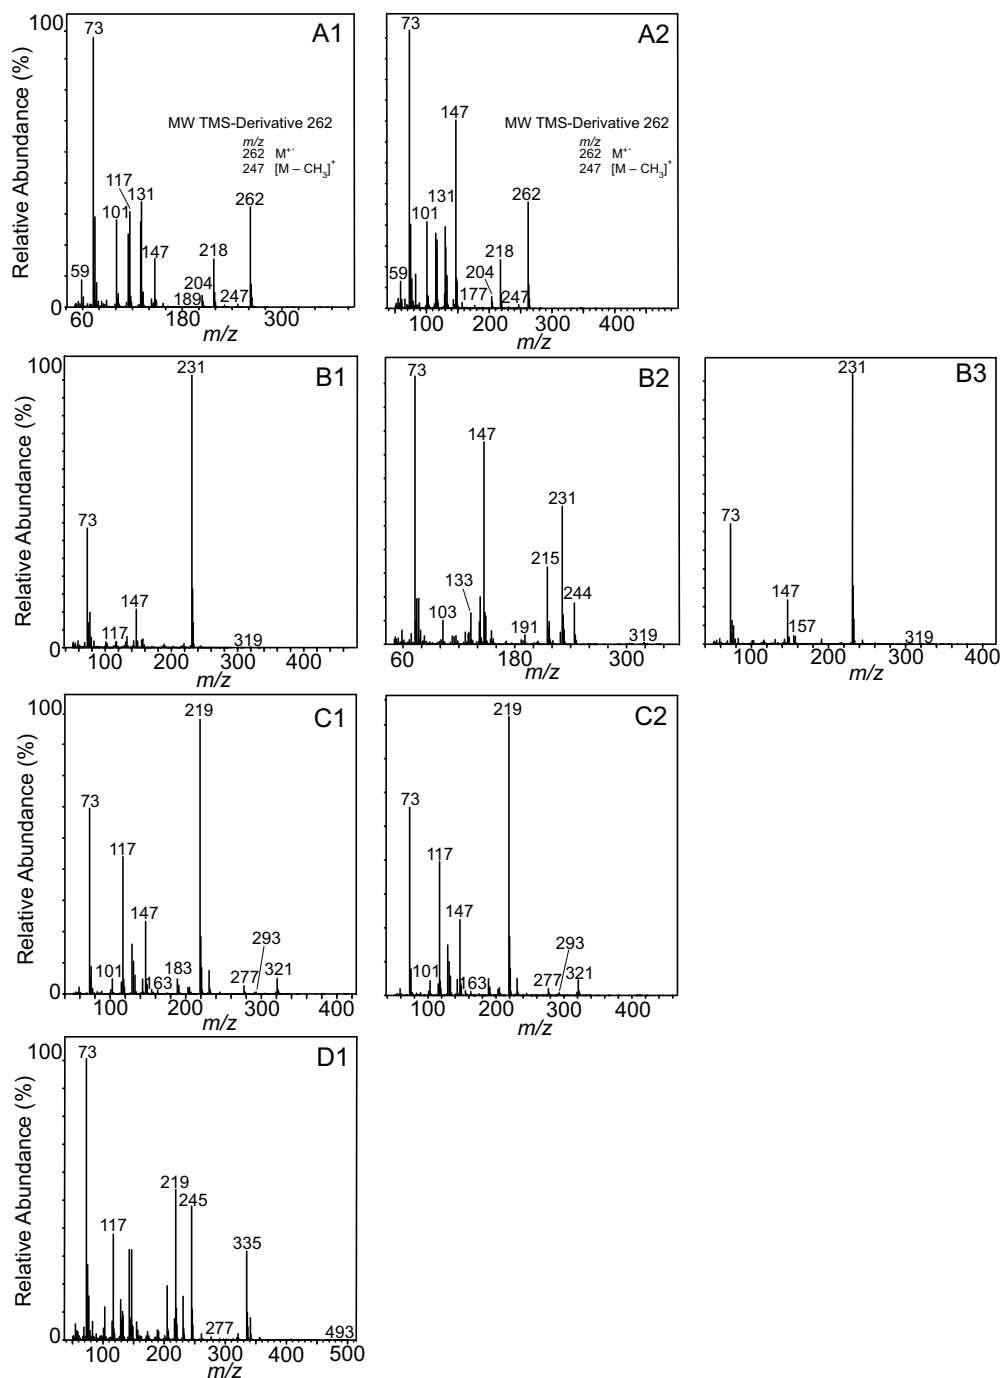 A1
Relative Abundance (%)
100
0
73
MW TMS-Derivative 262
m/z
262 M+·
247 [M – CH3]+
117
131
101
262
59
147
218
204
189
247
60 180 300
m/z
A2
73
147
MW TMS-Derivative 262
m/z
262 M+·
247 [M – CH3]+
131
101
262
59
218
204
177
247
100 200 300 400
m/z
B1
Relative Abundance (%)
100
0
231
73
147
117
319
100 200 300 400
m/z
B2
73
147
231
215
244
133
103
191
319
60 180 300
m/z
B3
231
73
147
157
319
100 200 300 400
m/z
C1
Relative Abundance (%)
100
0
219
73
117
147
293
101
163
183
277
321
100 200 300 400
m/z
C2
219
73
117
147
293
101
163
277
321
100 200 300 400
m/z
D1
Relative Abundance (%)
100
0
73
219
245
117
335
277
493
100 200 300 400 500
m/z